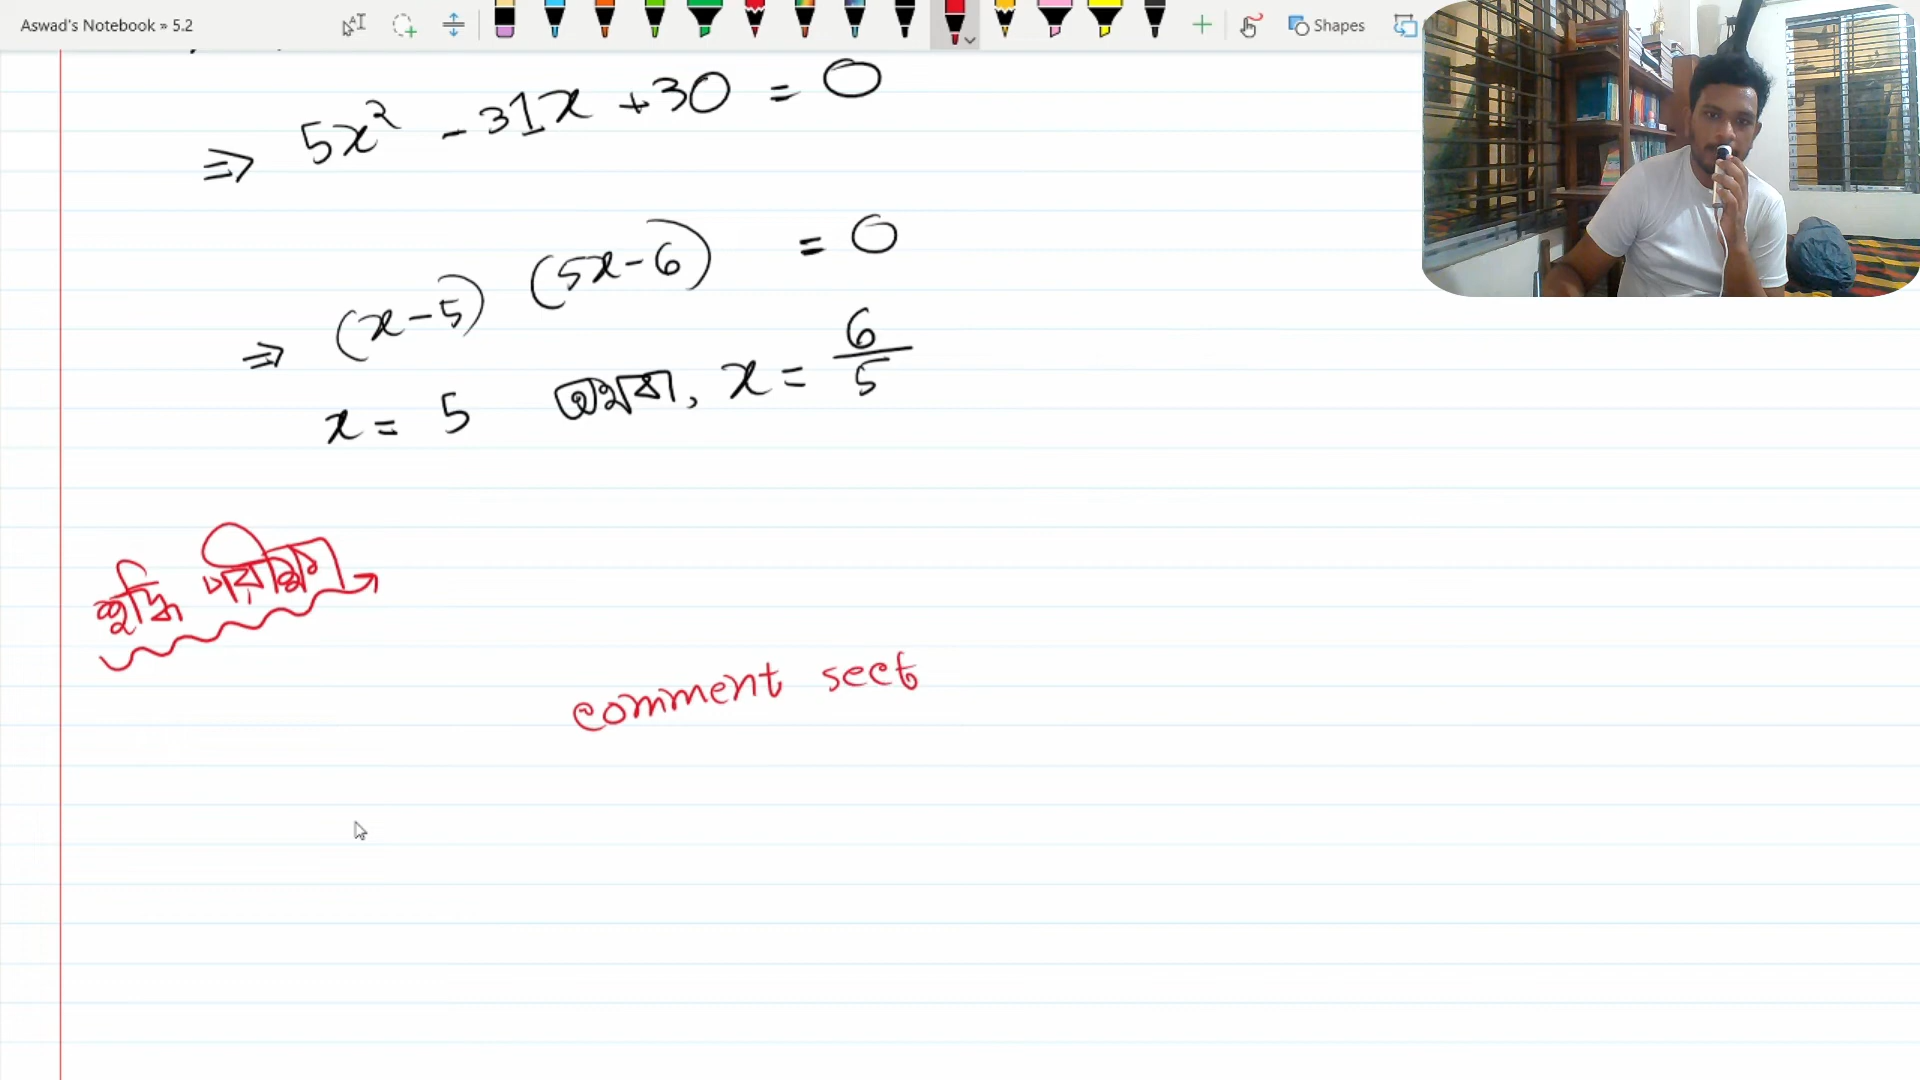 Aswad's Notebook » 5.2
Shapes
⇒ 5x² - 31x + 30 = 0
⇒ (x-5) (5x-6) = 0
x = 5 অথবা, x = 6/5
শুদ্ধি পরীক্ষা
comment sect